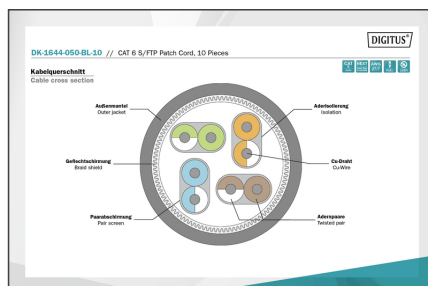 DIGITUS®
DK-1644-050-BL-10 // CAT 6 S/FTP Patch Cord, 10 Pieces
Kabelquerschnitt
Cable cross section
Außenmantel
Outer jacket
Aderisolierung
Isolation
Geflechtschirmung
Braid shield
Cu-Draht
Cu-Wire
Paarabschirmung
Pair screen
Adernpaare
Twisted pair